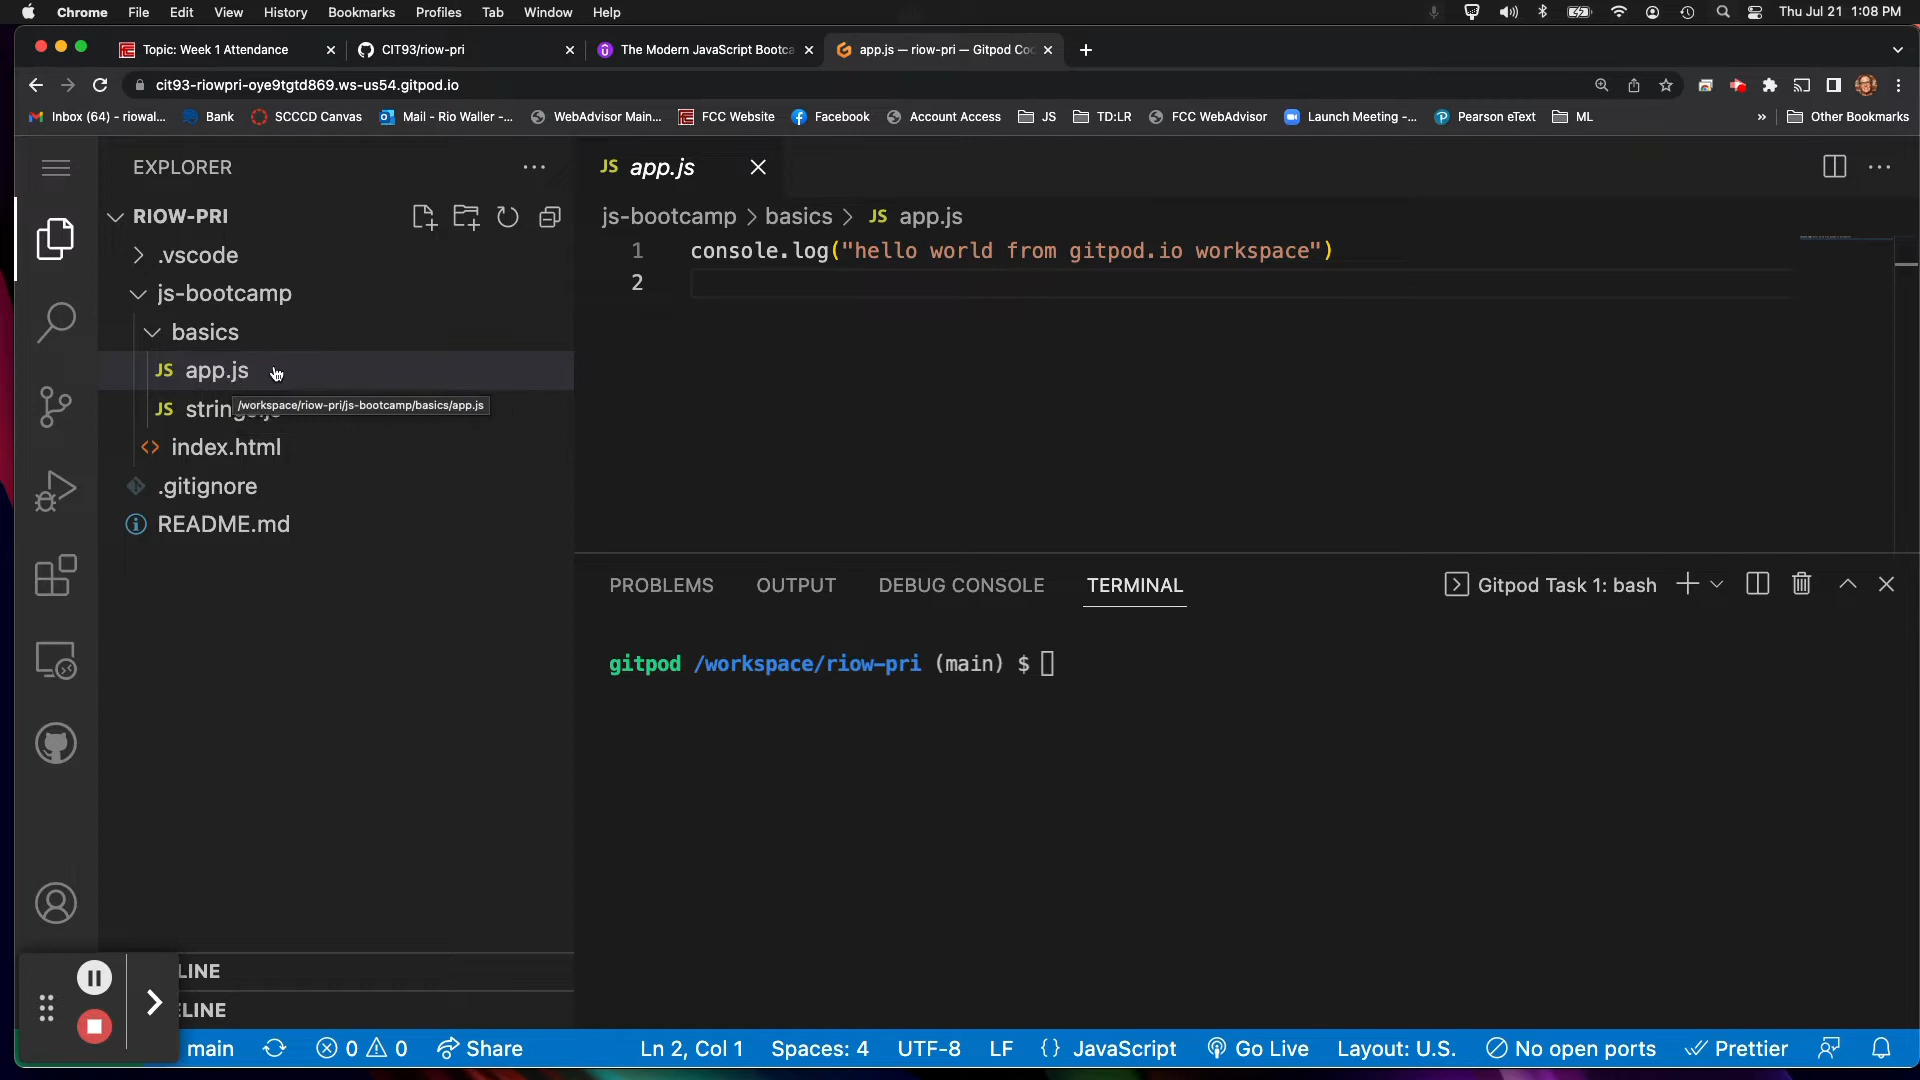 Chrome File Edit View History Bookmarks Profiles Tab Window Help Thu Jul 21 1:08 PM
Topic: Week 1 Attendance CIT93/riow-pri The Modern JavaScript Bootca app.js — riow-pri — Gitpod Co
cit93-riowpri-oye9tgtd869.ws-us54.gitpod.io
Inbox (64) - riowal... Bank SCCCD Canvas Mail - Rio Waller -... WebAdvisor Main... FCC Website Facebook Account Access JS TD:LR FCC WebAdvisor Launch Meeting -... Pearson eText ML » Other Bookmarks
EXPLORER
JS app.js
RIOW-PRI
js-bootcamp > basics > JS app.js
.vscode
1 console.log("hello world from gitpod.io workspace")
2
js-bootcamp
basics
JS app.js
/workspace/riow-pri/js-bootcamp/basics/app.js
JS
<> index.html
.gitignore
README.md
PROBLEMS OUTPUT DEBUG CONSOLE TERMINAL Gitpod Task 1: bash
gitpod /workspace/riow-pri (main) $
LINE
ELINE
main 0 0 Share Ln 2, Col 1 Spaces: 4 UTF-8 LF {} JavaScript Go Live Layout: U.S. No open ports Prettier